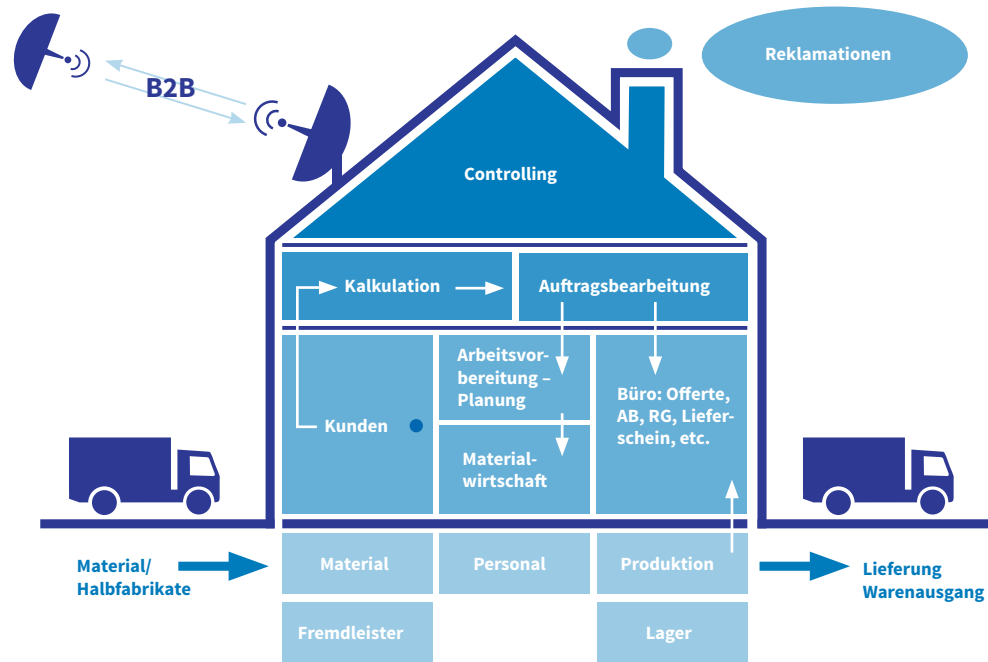 Reklamationen
B2B
Controlling
Kalkulation
Auftragsbearbeitung
Arbeitsvor-
bereitung –
Planung
Büro: Offerte,
AB, RG, Liefer-
schein, etc.
Kunden
Material-
wirtschaft
Material/
Halbfabrikate
Material
Personal
Produktion
Lieferung
Warenausgang
Fremdleister
Lager